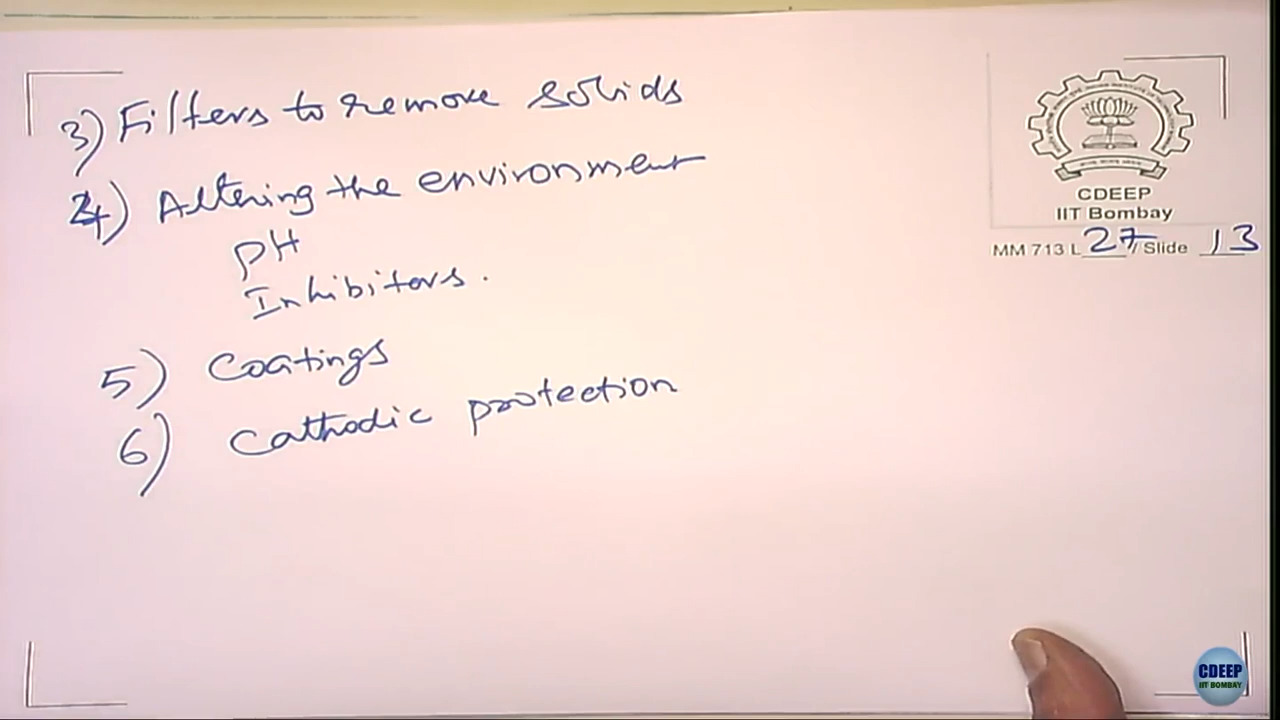 3) Filters to remove solids
4) Altering the environment
pH
Inhibitors.
5) Coatings
6) Cathodic protection
CDEEP
IIT Bombay
MM 713 L 27 / Slide 13
CDEEP
IIT BOMBAY